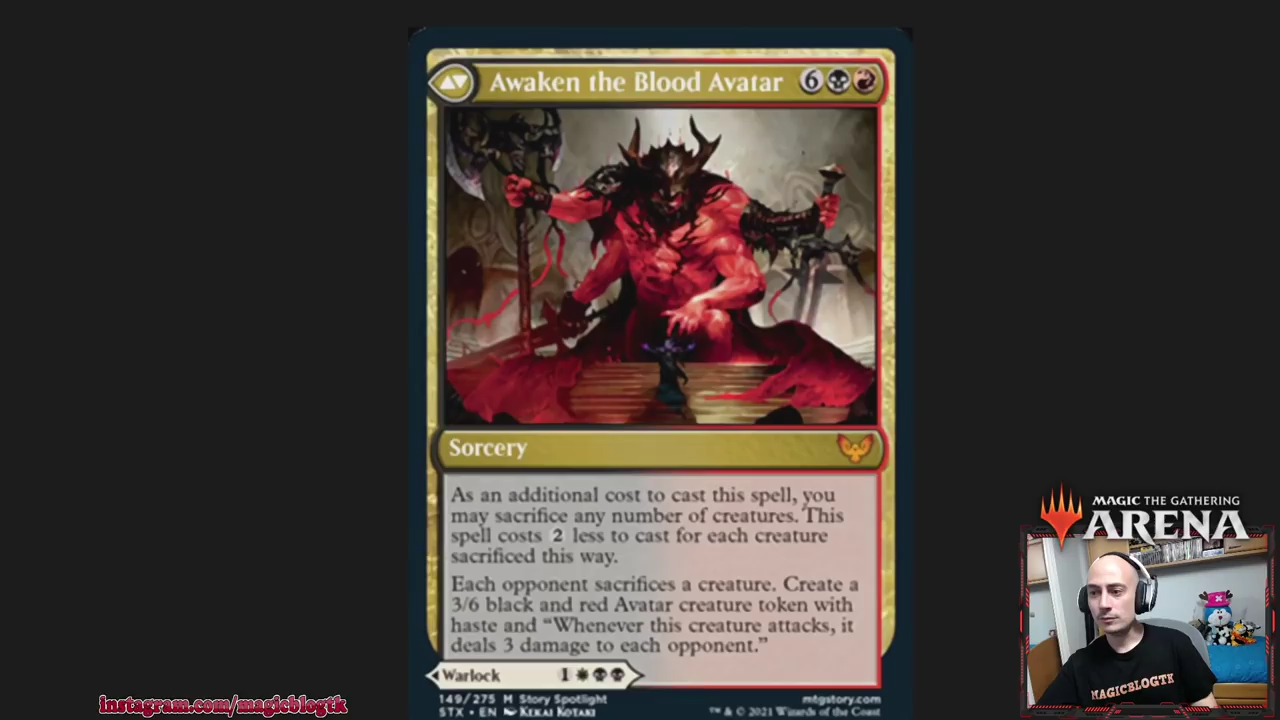 Awaken the Blood Avatar 6
Sorcery
As an additional cost to cast this spell, you
may sacrifice any number of creatures. This
spell costs 2 less to cast for each creature
sacrificed this way.
Each opponent sacrifices a creature. Create a
3/6 black and red Avatar creature token with
haste and “Whenever this creature attacks, it
deals 3 damage to each opponent.”
Warlock 1
149/275 M Story Spotlight
mtgstory.com
STX • EN KEKAI KOTAKI
™ & © 2021 Wizards of the Coast
MAGIC THE GATHERING
ARENA
MAGICBLOGTK
instagram.com/magicblogtk